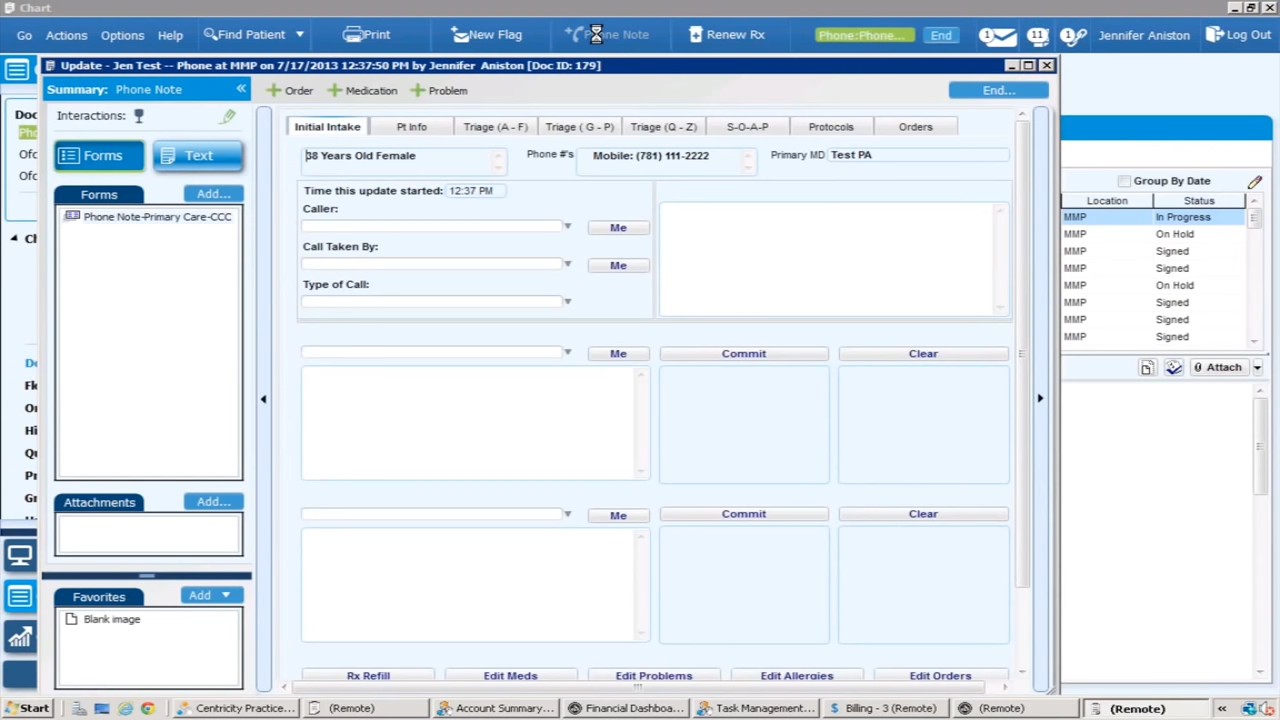 Chart
Go Actions Options Help Find Patient Print New Flag Phone Note Renew Rx Phone:Phone... End 1 11 1 Jennifer Aniston Log Out
Update - Jen Test -- Phone at MMP on 7/17/2013 12:37:50 PM by Jennifer Aniston [Doc ID: 179]
Summary: Phone Note
Order Medication Problem End...
Interactions:
Forms Text
Forms Add...
Phone Note-Primary Care-CCC
Attachments Add...
Favorites Add
Blank image
Initial Intake Pt Info Triage (A - F) Triage ( G - P) Triage (Q - Z) S-O-A-P Protocols Orders
38 Years Old Female Phone #'s Mobile: (781) 111-2222 Primary MD Test PA
Time this update started: 12:37 PM
Caller:
Me
Call Taken By:
Me
Type of Call:
Me Commit Clear
Me Commit Clear
Rx Refill Edit Meds Edit Problems Edit Allergies Edit Orders
Group By Date
Location Status
MMP In Progress
MMP On Hold
MMP Signed
MMP Signed
MMP On Hold
MMP Signed
MMP Signed
MMP Signed
Attach
Start Centricity Practice... (Remote) Account Summary... Financial Dashboa... Task Management... Billing - 3 (Remote) (Remote) (Remote)